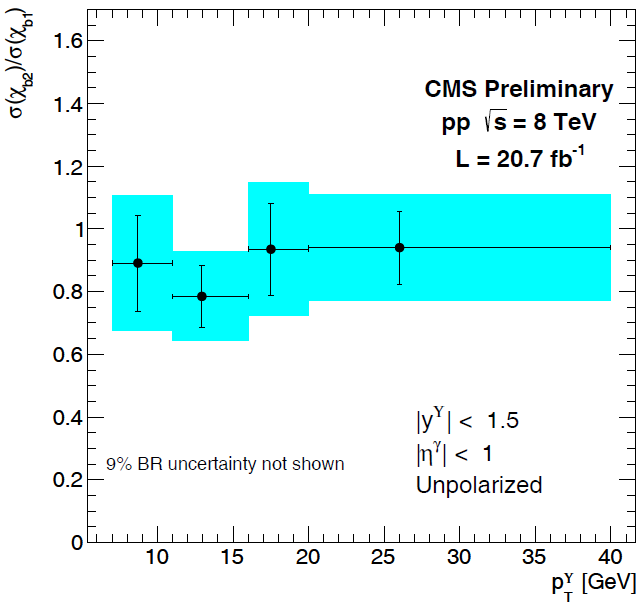 σ(χ_b2)/σ(χ_b1)
1.6
1.4
1.2
1
0.8
0.6
0.4
0.2
0
CMS Preliminary
pp √s = 8 TeV
L = 20.7 fb⁻¹
|y^Υ| < 1.5
|η^γ| < 1
Unpolarized
9% BR uncertainty not shown
10 15 20 25 30 35 40
p_T^Υ [GeV]